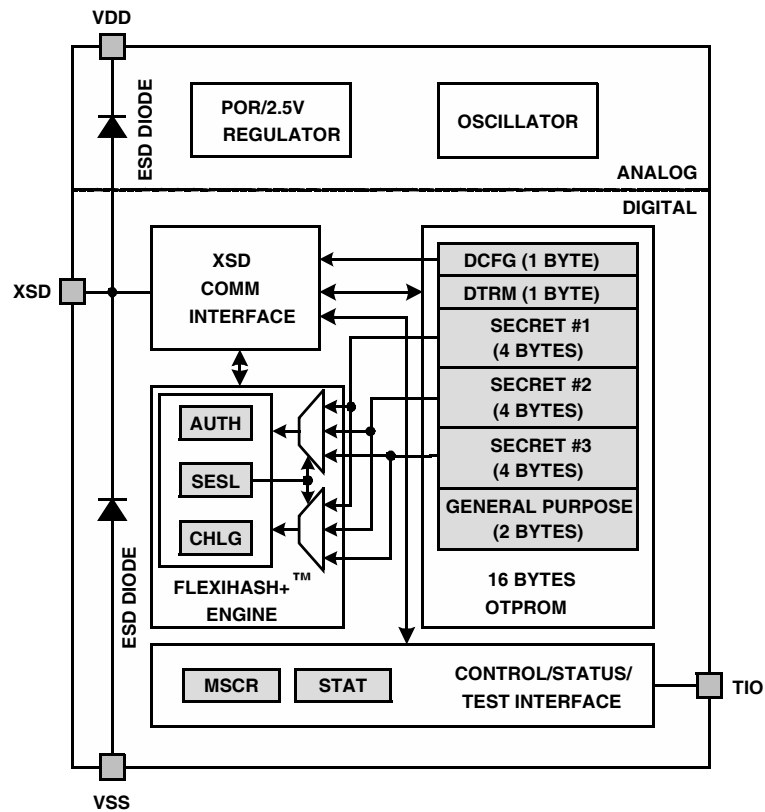 VDD
ESD DIODE
POR/2.5V
REGULATOR
OSCILLATOR
ANALOG
DIGITAL
XSD
XSD
COMM
INTERFACE
DCFG (1 BYTE)
DTRM (1 BYTE)
SECRET #1
(4 BYTES)
SECRET #2
(4 BYTES)
SECRET #3
(4 BYTES)
GENERAL PURPOSE
(2 BYTES)
16 BYTES
OTPROM
AUTH
SESL
CHLG
FLEXIHASH+™
ENGINE
ESD DIODE
MSCR
STAT
CONTROL/STATUS/
TEST INTERFACE
TIO
VSS